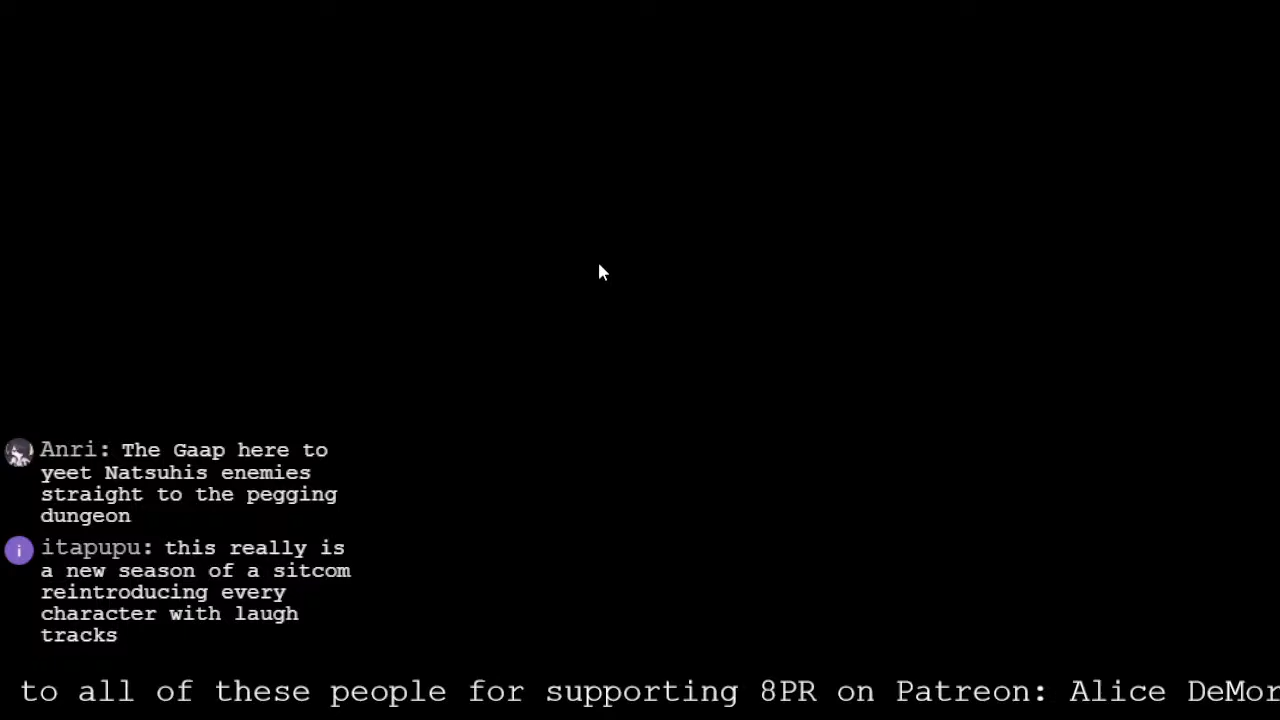 Anri: The Gaap here to
yeet Natsuhis enemies
straight to the pegging
dungeon
i
itapupu: this really is
a new season of a sitcom
reintroducing every
character with laugh
tracks
to all of these people for supporting 8PR on Patreon: Alice DeMor